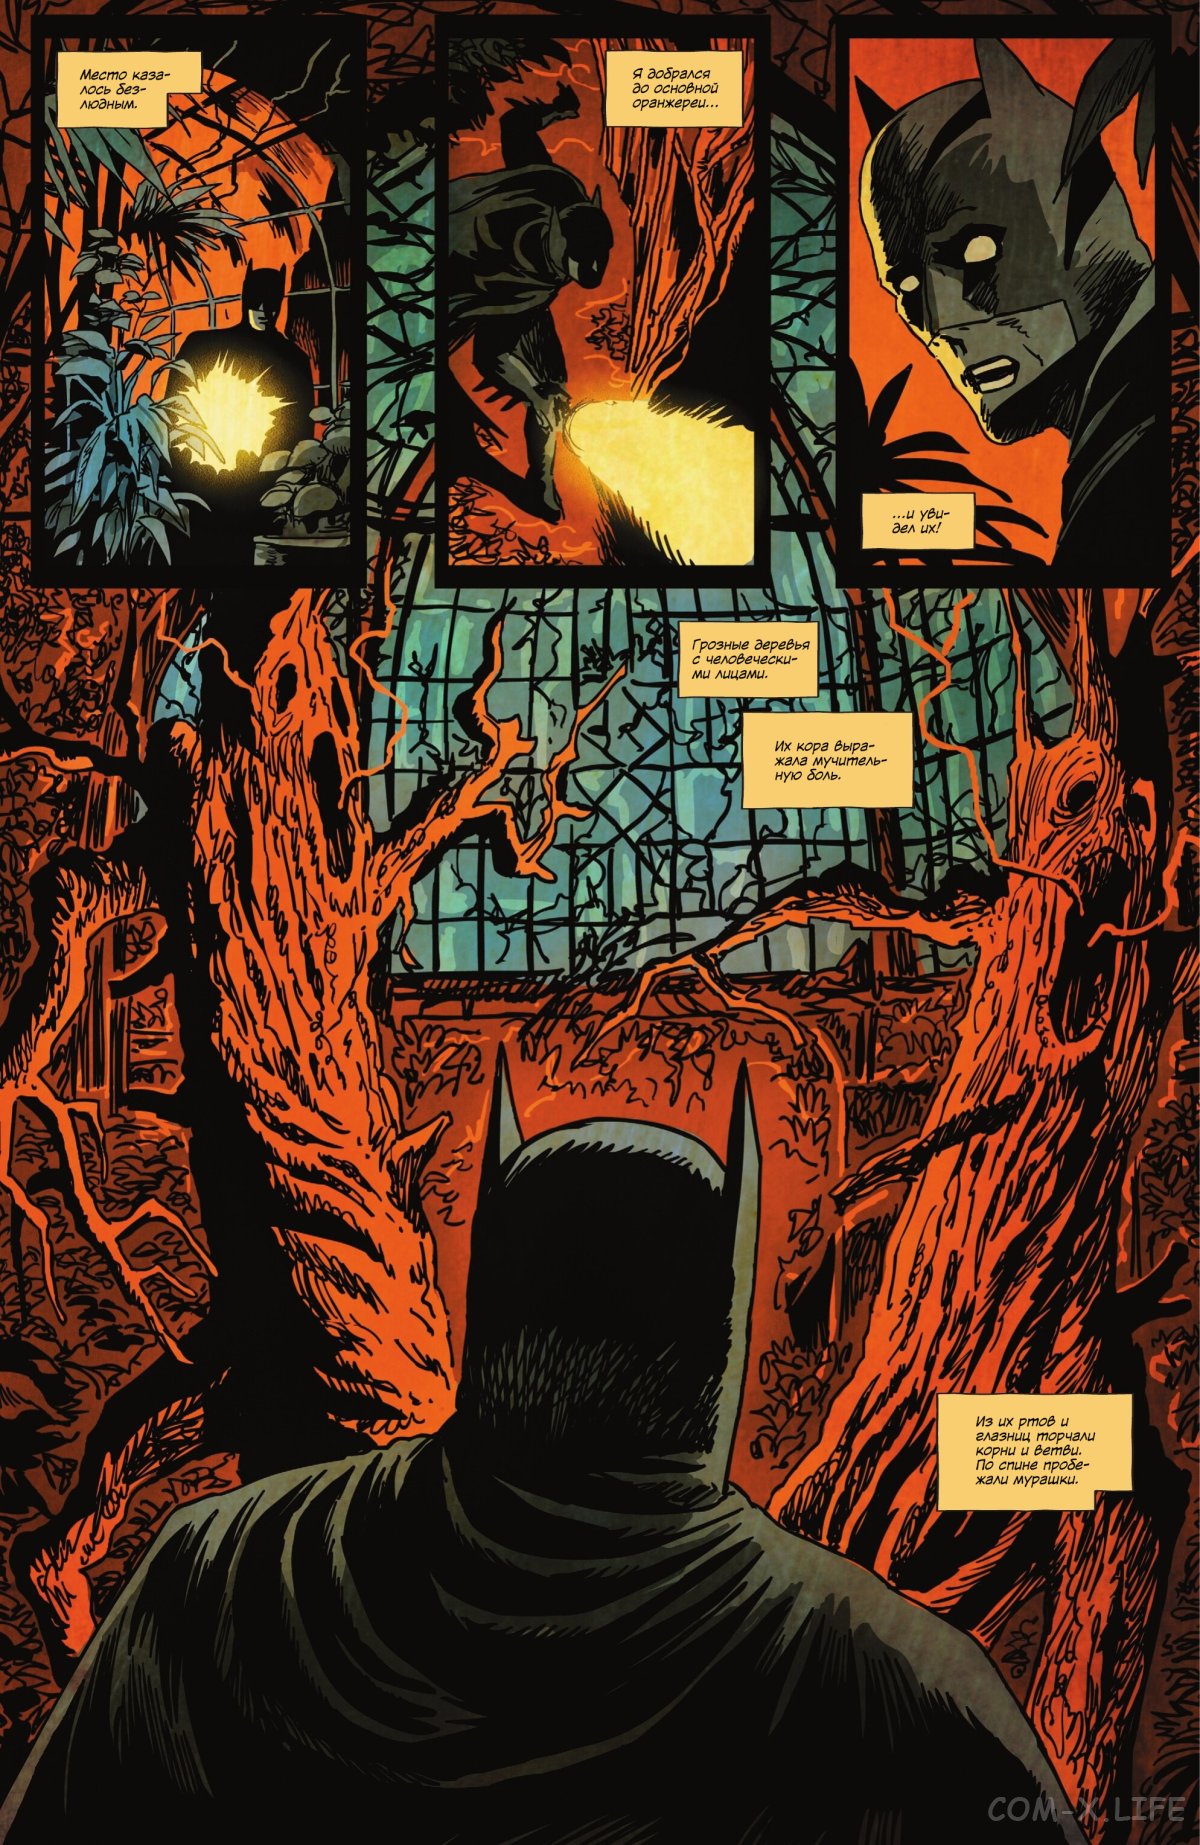 Место каза-
лось без-
людным.
Я добрался
до основной
оранжереи...
...и уви-
дел их!
Грозные деревья
с человечески-
ми лицами.
Их кора выра-
жала мучитель-
ную боль.
Из их ртов и
глазниц торчали
корни и ветви.
По спине пробе-
жали мурашки.
COM-X.LIFE